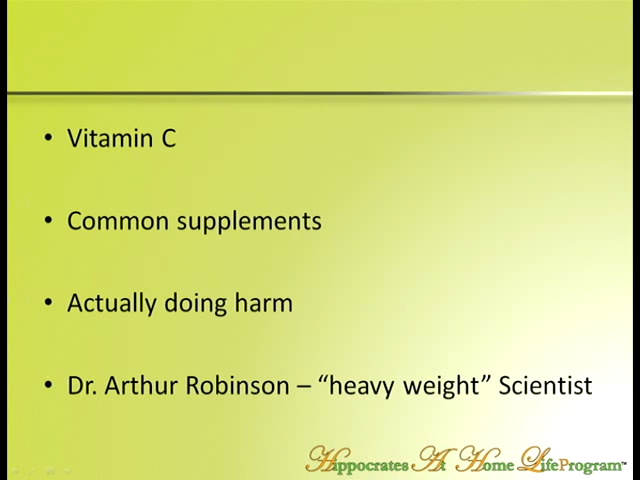 • Vitamin C
• Common supplements
• Actually doing harm
• Dr. Arthur Robinson – “heavy weight” Scientist
Hippocrates At Home LifeProgram™